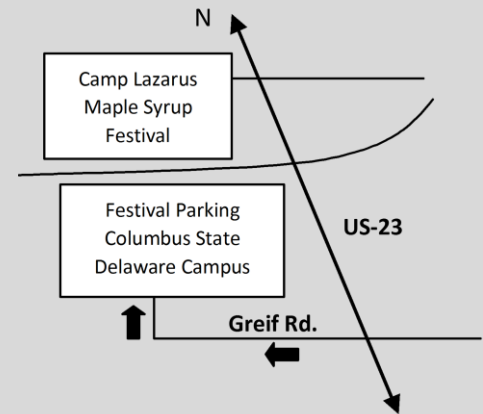 N
Camp Lazarus
Maple Syrup
Festival
Festival Parking
Columbus State
Delaware Campus
US-23
Greif Rd.